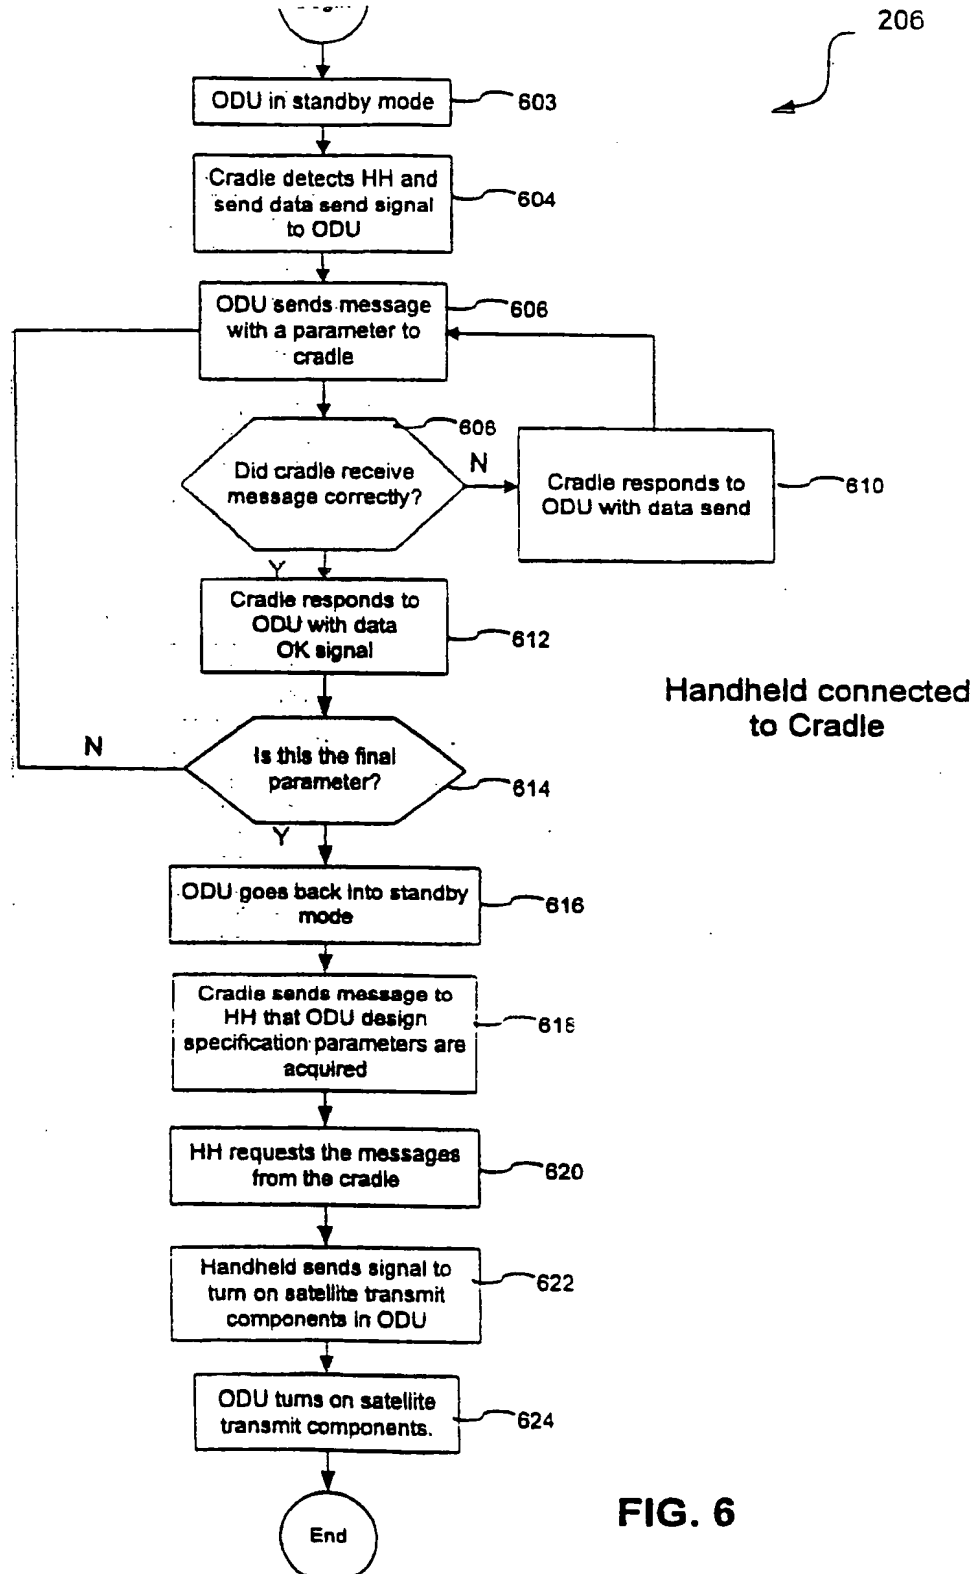 206
ODU in standby mode
603
Cradle detects HH and
send data send signal
to ODU
604
ODU sends message
with a parameter to
cradle
606
608
Did cradle receive
message correctly?
N
Cradle responds to
ODU with data send
610
Y
Cradle responds to
ODU with data
OK signal
612
Handheld connected
to Cradle
N
Is this the final
parameter?
614
Y
ODU goes back into standby
mode
616
Cradle sends message to
HH that ODU design
specification parameters are
acquired
618
HH requests the messages
from the cradle
620
Handheld sends signal to
turn on satellite transmit
components in ODU
622
ODU turns on satellite
transmit components.
624
End
FIG. 6